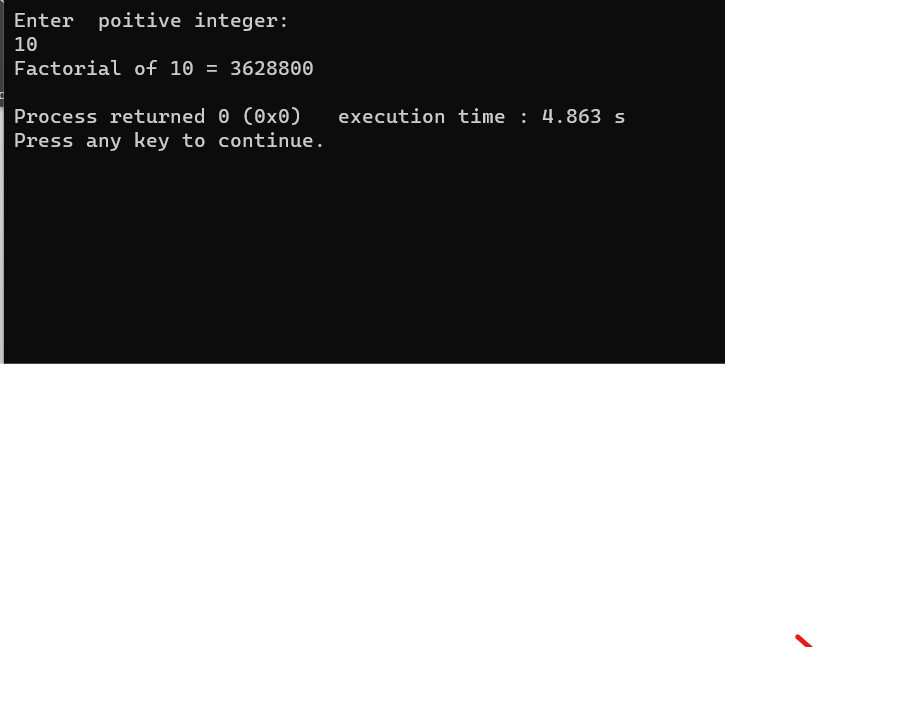 Enter  poitive integer:
10
Factorial of 10 = 3628800
Process returned 0 (0x0)   execution time : 4.863 s
Press any key to continue.